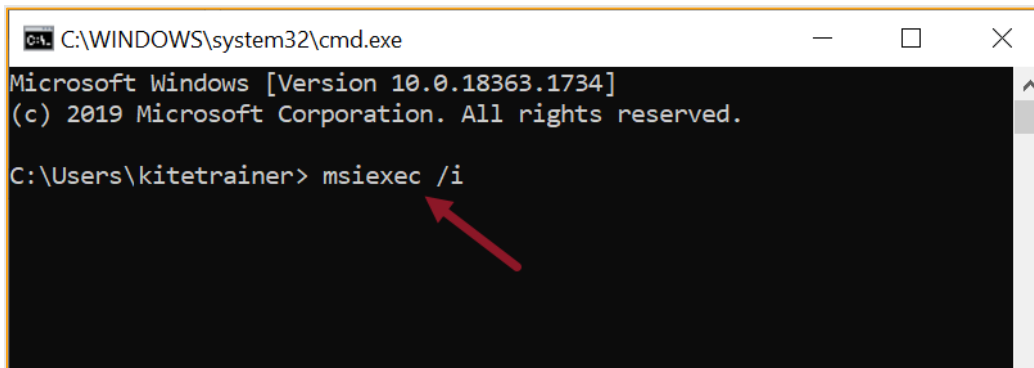 C:\WINDOWS\system32\cmd.exe
Microsoft Windows [Version 10.0.18363.1734]
(c) 2019 Microsoft Corporation. All rights reserved.
C:\Users\kitetrainer> msiexec /i